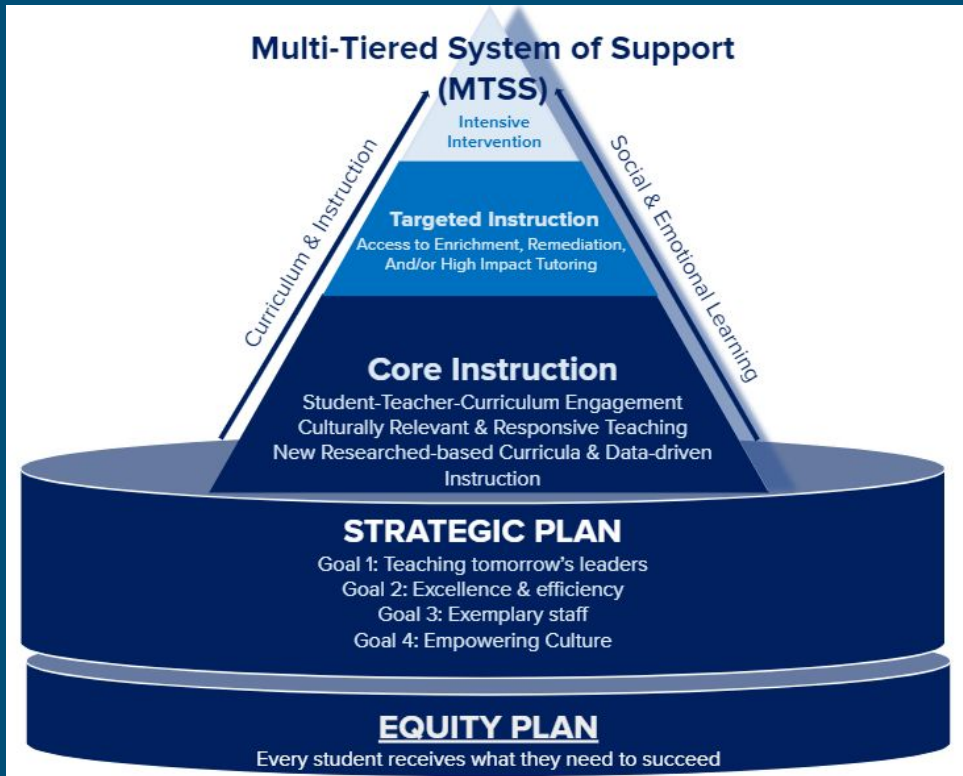 Multi-Tiered System of Support
(MTSS)
Intensive
Intervention
Curriculum & Instruction
Social & Emotional Learning
Targeted Instruction
Access to Enrichment, Remediation,
And/or High Impact Tutoring
Core Instruction
Student-Teacher-Curriculum Engagement
Culturally Relevant & Responsive Teaching
New Researched-based Curricula & Data-driven
Instruction
STRATEGIC PLAN
Goal 1: Teaching tomorrow's leaders
Goal 2: Excellence & efficiency
Goal 3: Exemplary staff
Goal 4: Empowering Culture
EQUITY PLAN
Every student receives what they need to succeed